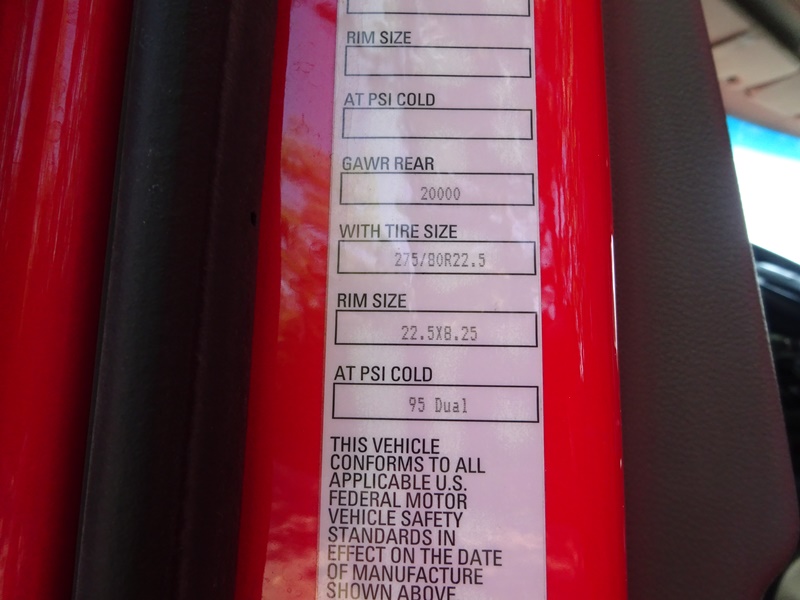 RIM SIZE
AT PSI COLD
GAWR REAR
20000
WITH TIRE SIZE
275/80R22.5
RIM SIZE
22.5X8.25
AT PSI COLD
95 Dual
THIS VEHICLE
CONFORMS TO ALL
APPLICABLE U.S.
FEDERAL MOTOR
VEHICLE SAFETY
STANDARDS IN
EFFECT ON THE DATE
OF MANUFACTURE
SHOWN ABOVE